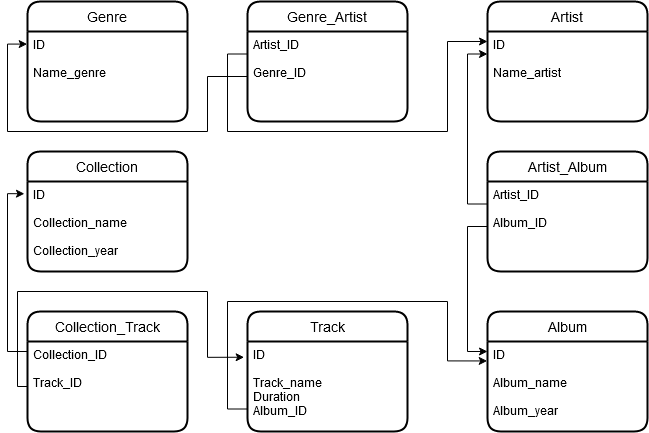 Genre
ID
Name_genre
Genre_Artist
Artist_ID
Genre_ID
Artist
ID
Name_artist
Collection
ID
Collection_name
Collection_year
Artist_Album
Artist_ID
Album_ID
Collection_Track
Collection_ID
Track_ID
Track
ID
Track_name
Duration
Album_ID
Album
ID
Album_name
Album_year